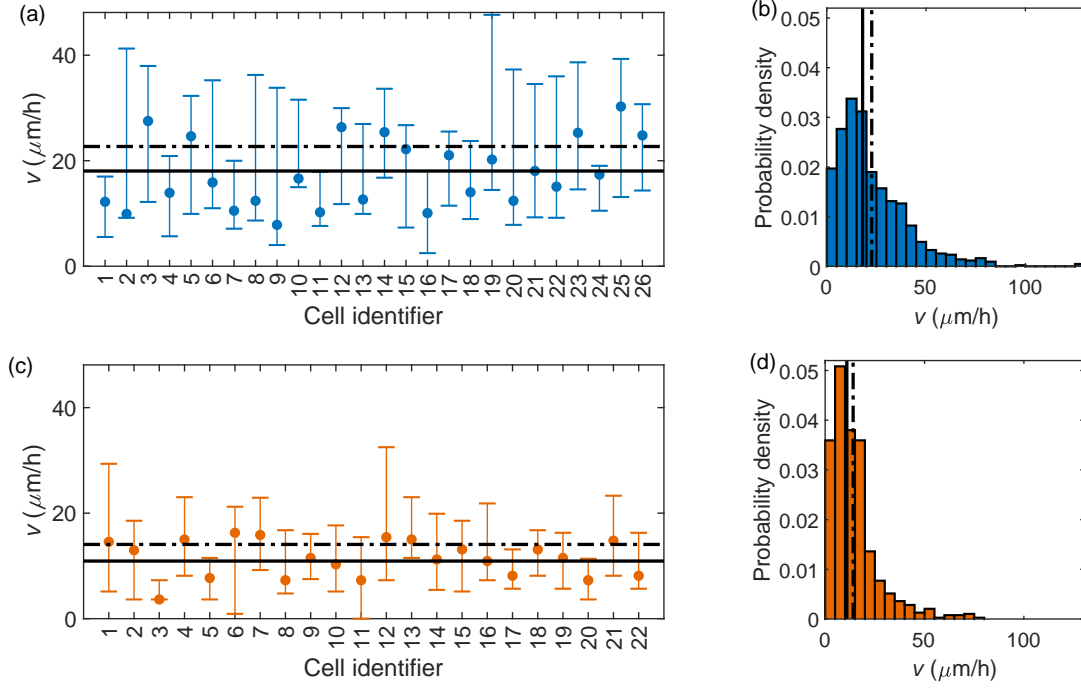 (a)
v (μm/h)
40
20
0
1 2 3 4 5 6 7 8 9 10 11 12 13 14 15 16 17 18 19 20 21 22 23 24 25 26
Cell identifier
(b)
Probability density
0.05
0.04
0.03
0.02
0.01
0
0 50 100
v (μm/h)
(c)
v (μm/h)
40
20
0
1 2 3 4 5 6 7 8 9 10 11 12 13 14 15 16 17 18 19 20 21 22
Cell identifier
(d)
Probability density
0.05
0.04
0.03
0.02
0.01
0
0 50 100
v (μm/h)